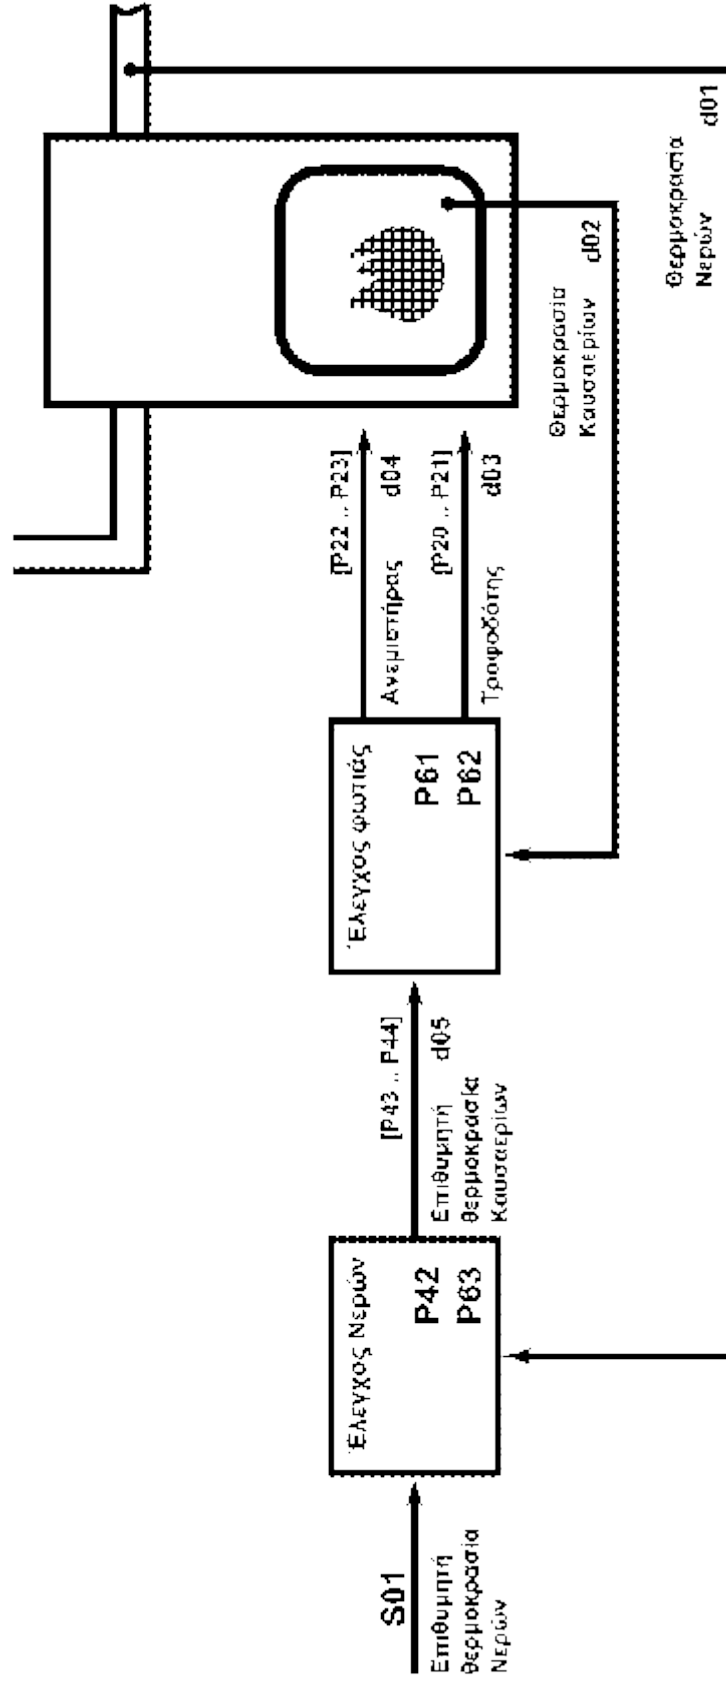 S01
Επιθυμητή
θερμοκρασία
Νερών
Έλεγχος Νερών
P42
P63
[P43 .. P44]
d05
Επιθυμητή
θερμοκρασία
Καυσαερίων
Έλεγχος φωτιάς
P61
P62
[P22 .. P23]
d04
Ανεμιστήρας
[P20 .. P21]
d03
Τροφοδότης
Θερμοκρασία
Καυσαερίων
d02
Θερμοκρασία
Νερών
d01